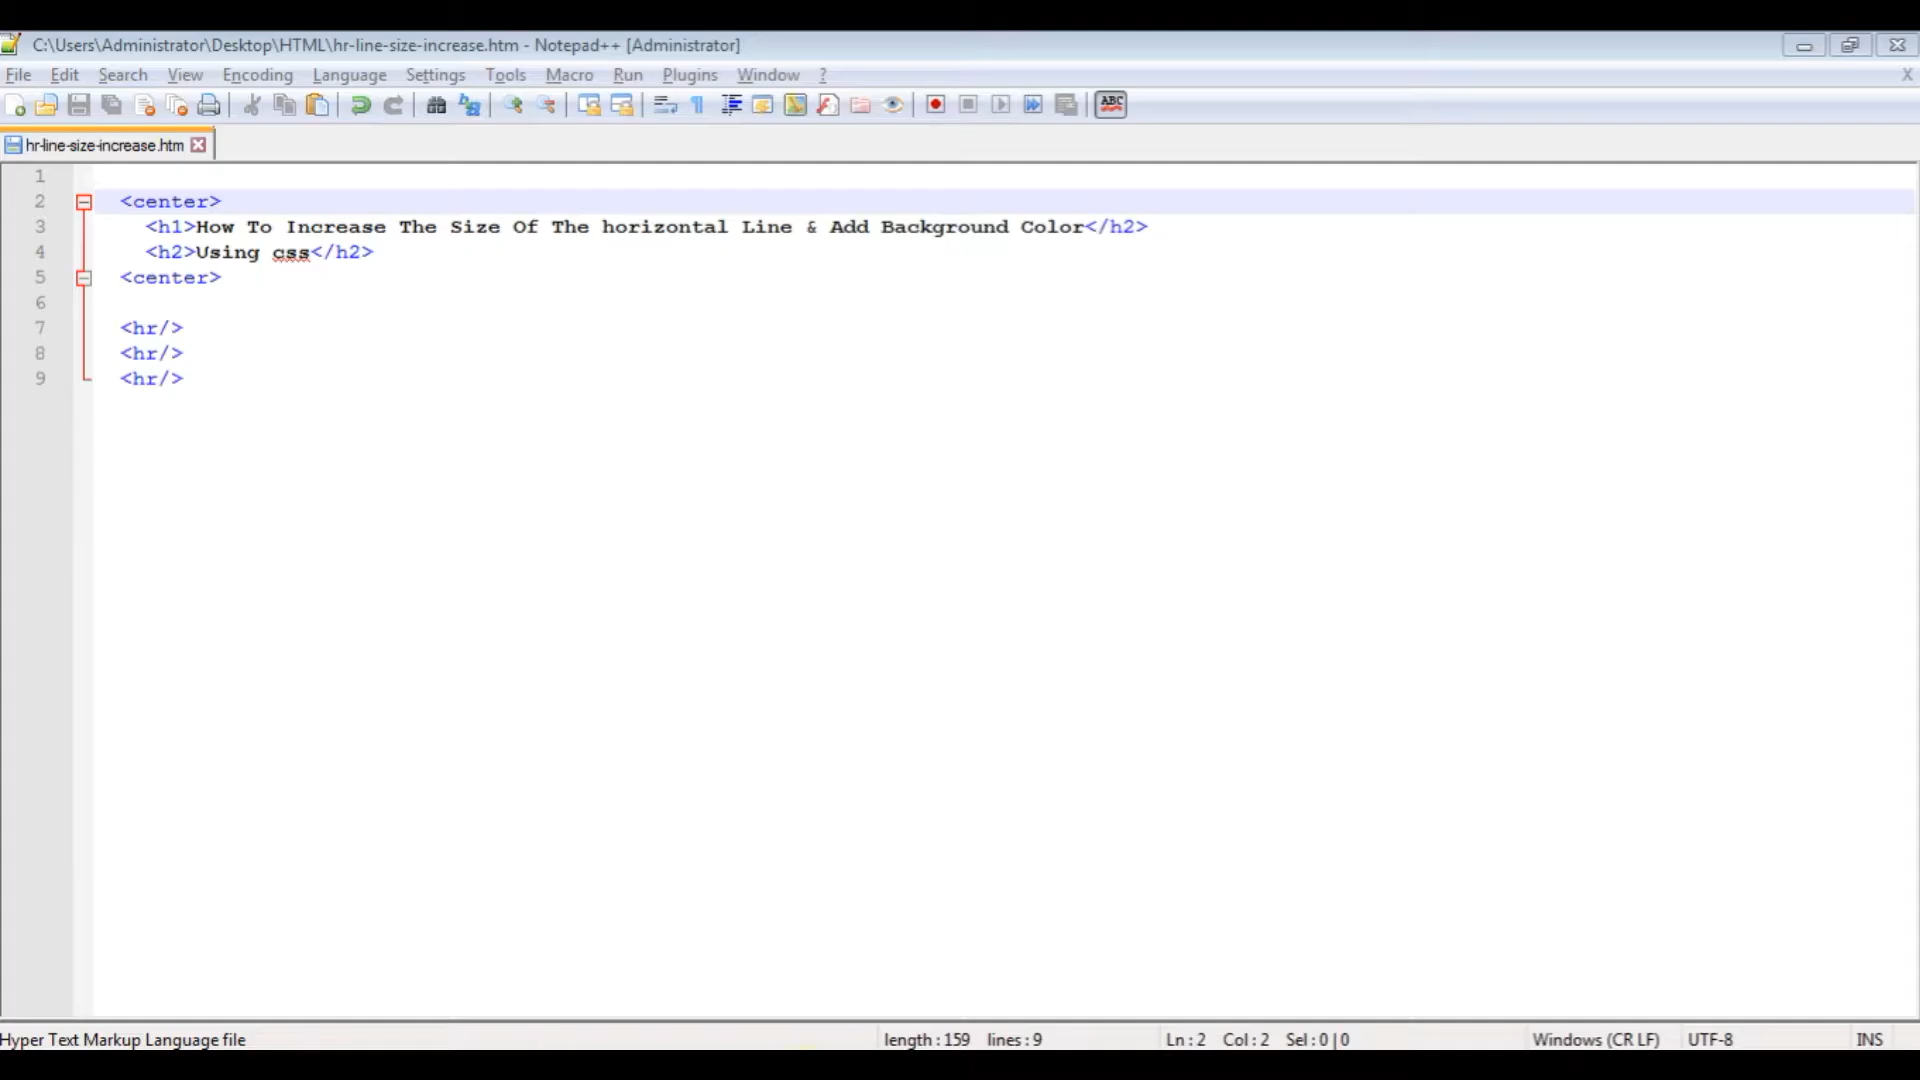 C:\Users\Administrator\Desktop\HTML\hr-line-size-increase.htm - Notepad++ [Administrator]
File Edit Search View Encoding Language Settings Tools Macro Run Plugins Window ? X
ABC
hr-line-size-increase.htm
1
2 <center>
3 <h1>How To Increase The Size Of The horizontal Line & Add Background Color</h2>
4 <h2>Using css</h2>
5 <center>
6
7 <hr/>
8 <hr/>
9 <hr/>
Hyper Text Markup Language file length : 159 lines : 9 Ln : 2 Col : 2 Sel : 0 | 0 Windows (CR LF) UTF-8 INS